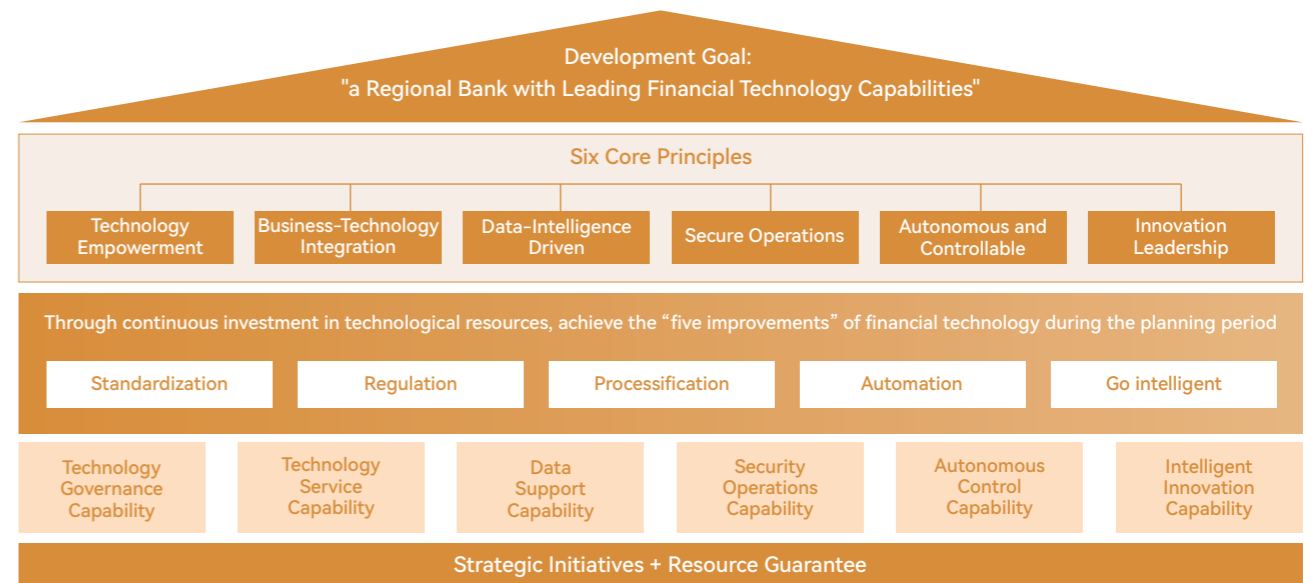 Development Goal:
"a Regional Bank with Leading Financial Technology Capabilities"
Six Core Principles
Technology
Empowerment
Business-Technology
Integration
Data-Intelligence
Driven
Secure Operations
Autonomous and
Controllable
Innovation
Leadership
Through continuous investment in technological resources, achieve the “five improvements” of financial technology during the planning period
Standardization
Regulation
Processification
Automation
Go intelligent
Technology
Governance
Capability
Technology
Service
Capability
Data
Support
Capability
Security
Operations
Capability
Autonomous
Control
Capability
Intelligent
Innovation
Capability
Strategic Initiatives + Resource Guarantee